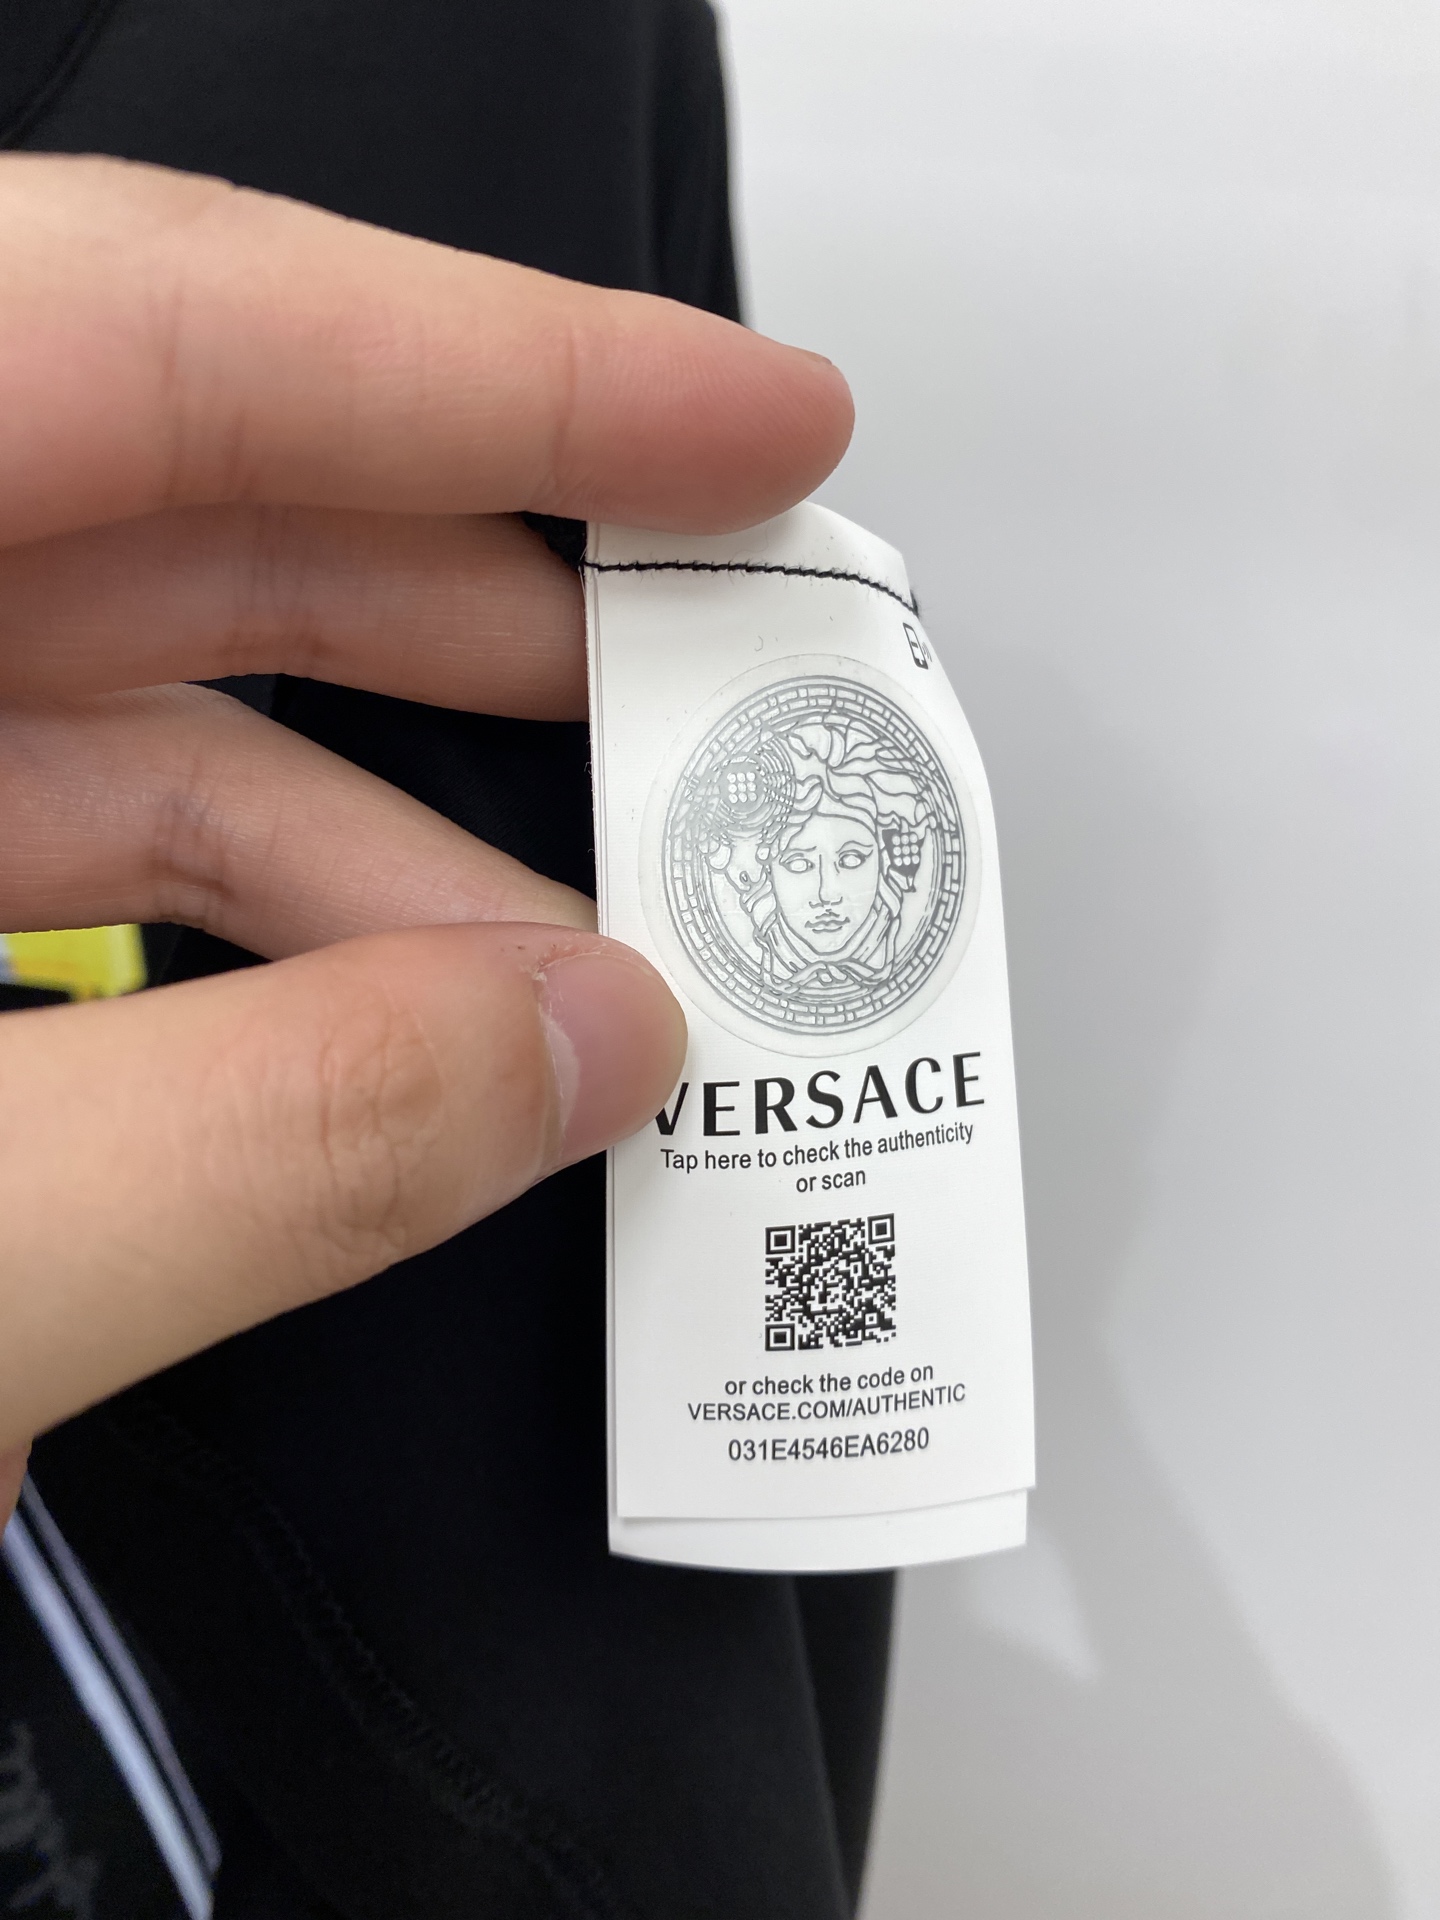 VERSACE
Tap here to check the authenticity
or scan
or check the code on
VERSACE.COM/AUTHENTIC
031E4546EA6280